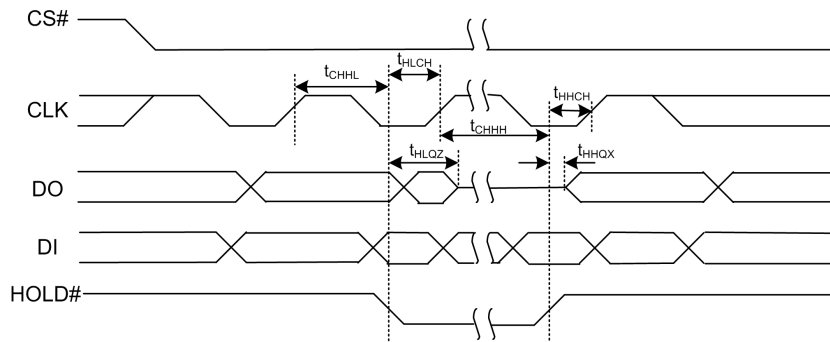 CS#
tHLCH
tCHHL
tHHCH
CLK
tCHHH
tHLQZ
tHHQX
DO
DI
HOLD#